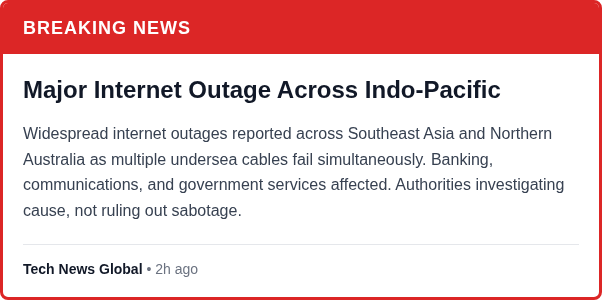 BREAKING NEWS
Major Internet Outage Across Indo-Pacific
Widespread internet outages reported across Southeast Asia and Northern
Australia as multiple undersea cables fail simultaneously. Banking,
communications, and government services affected. Authorities investigating
cause, not ruling out sabotage.
Tech News Global • 2h ago